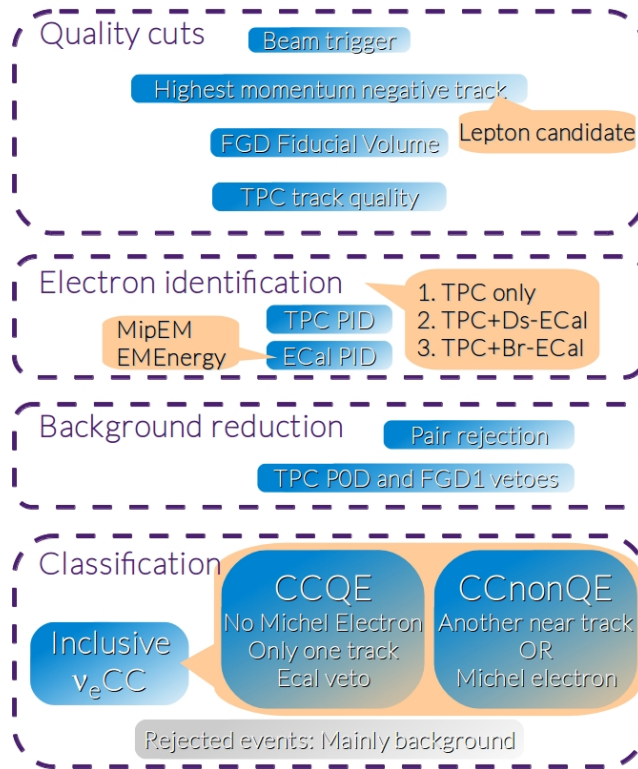 Quality cuts
Beam trigger
Highest momentum negative track
Lepton candidate
FGD Fiducial Volume
TPC track quality
Electron identification
1. TPC only
2. TPC+Ds-ECal
3. TPC+Br-ECal
TPC PID
MipEM
EMEnergy
ECal PID
Background reduction
Pair rejection
TPC P0D and FGD1 vetoes
Classification
CCQE
No Michel Electron
Only one track
Ecal veto
CCnonQE
Another near track
OR
Michel electron
Inclusive
νₑCC
Rejected events: Mainly background